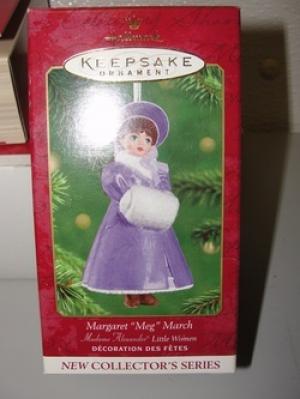 Hallmark
KEEPSAKE
ORNAMENT
Margaret "Meg" March
Madame Alexander® Little Women
DÉCORATION DES FÊTES
NEW COLLECTOR'S SERIES